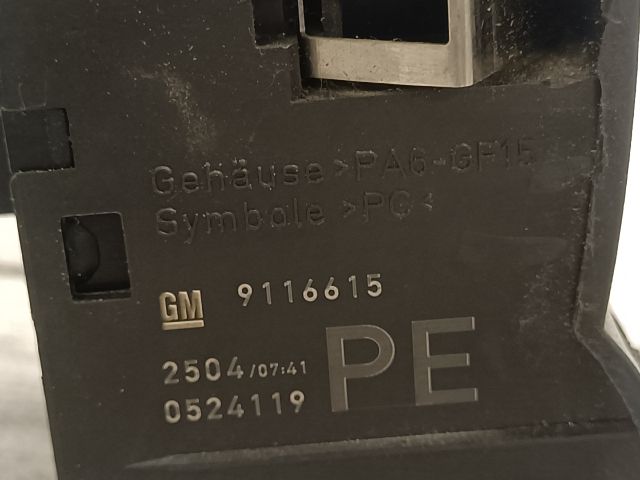 Gehäuse >PA6-GF15
Symbole >PC<
GM 9116615
2504/07:41
0524119
PE